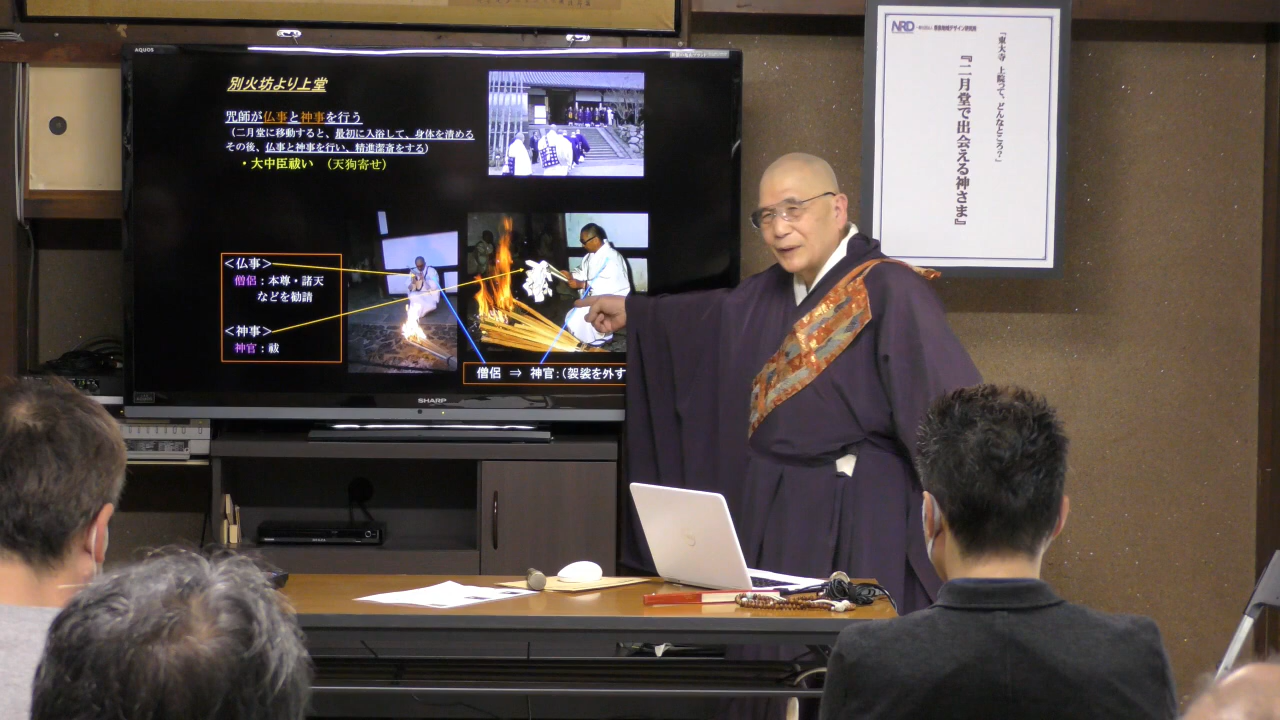 AQUOS
別火坊より上堂
咒師が仏事と神事を行う
(二月堂に移動すると、最初に入浴して、身体を清める
その後、仏事と神事を行い、精進潔斎をする)
・大中臣祓い (天狗寄せ)
<仏事>
僧侶:本尊・諸天
などを勧請
<神事>
神官:祓
僧侶 ⇒ 神官:(袈裟を外す
SHARP
NRD
「東大寺 上院って、どんなところ?」
『二月堂で出会える神さま』